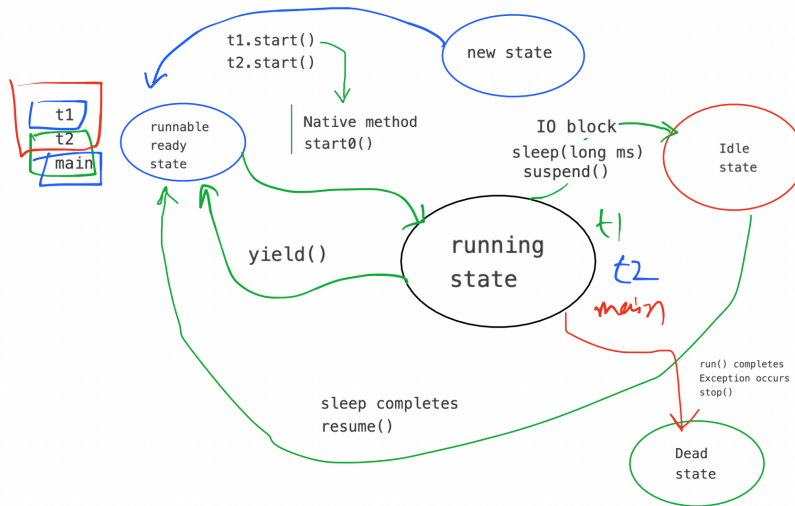 t1.start()
t2.start()
new state
t1
t2
main
runnable
ready
state
Native method
start0()
IO block
sleep(long ms)
suspend()
Idle
state
yield()
running
state
t1
t2
main
run() completes
Exception occurs
stop()
sleep completes
resume()
Dead
state